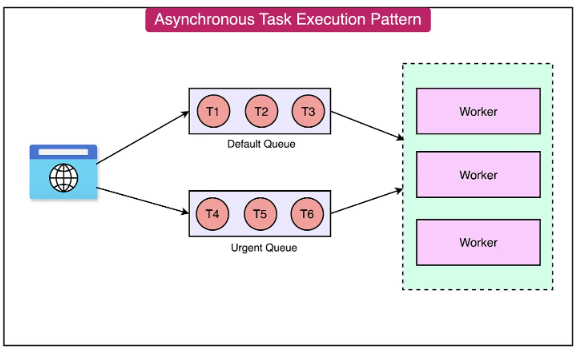 Asynchronous Task Execution Pattern
T1 T2 T3
Default Queue
T4 T5 T6
Urgent Queue
Worker
Worker
Worker